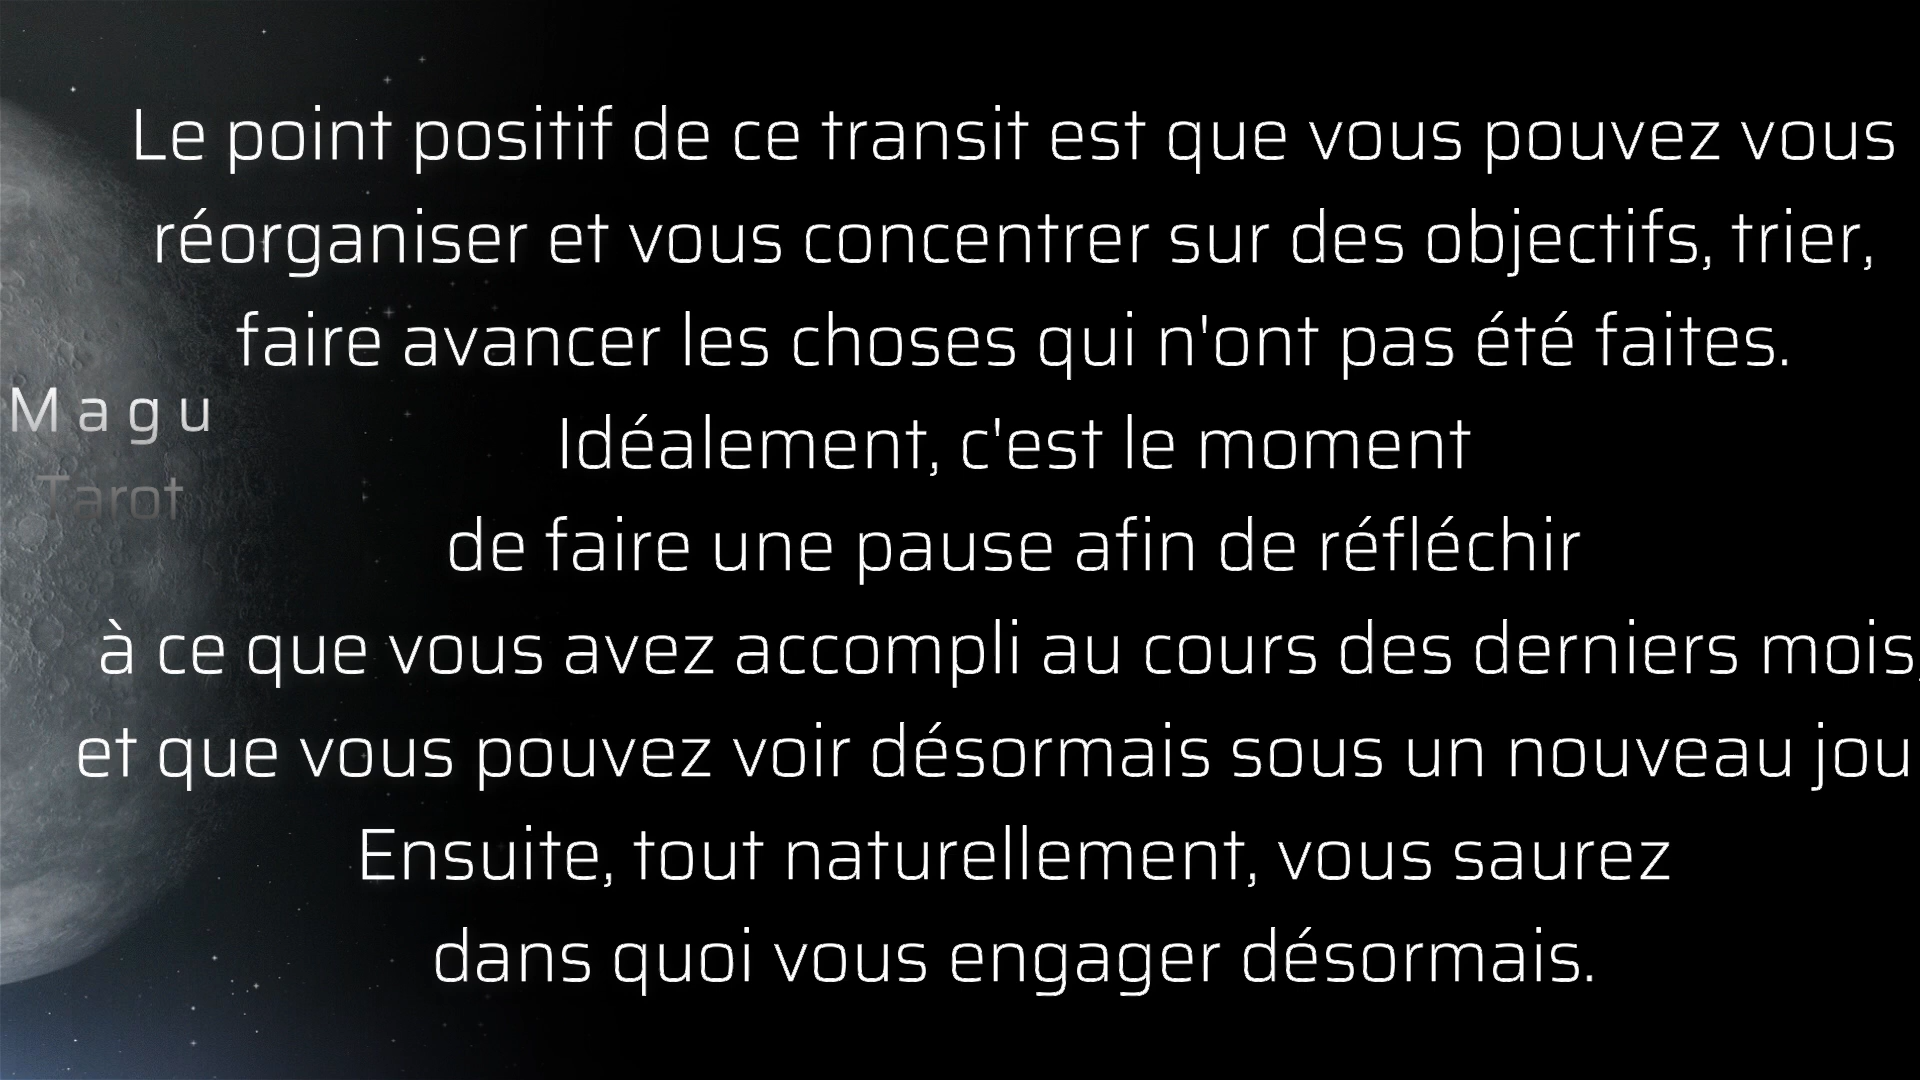 Le point positif de ce transit est que vous pouvez vous
réorganiser et vous concentrer sur des objectifs, trier,
faire avancer les choses qui n'ont pas été faites.
Idéalement, c'est le moment
de faire une pause afin de réfléchir
à ce que vous avez accompli au cours des derniers mois,
et que vous pouvez voir désormais sous un nouveau jou
Ensuite, tout naturellement, vous saurez
dans quoi vous engager désormais.
Magu
Tarot